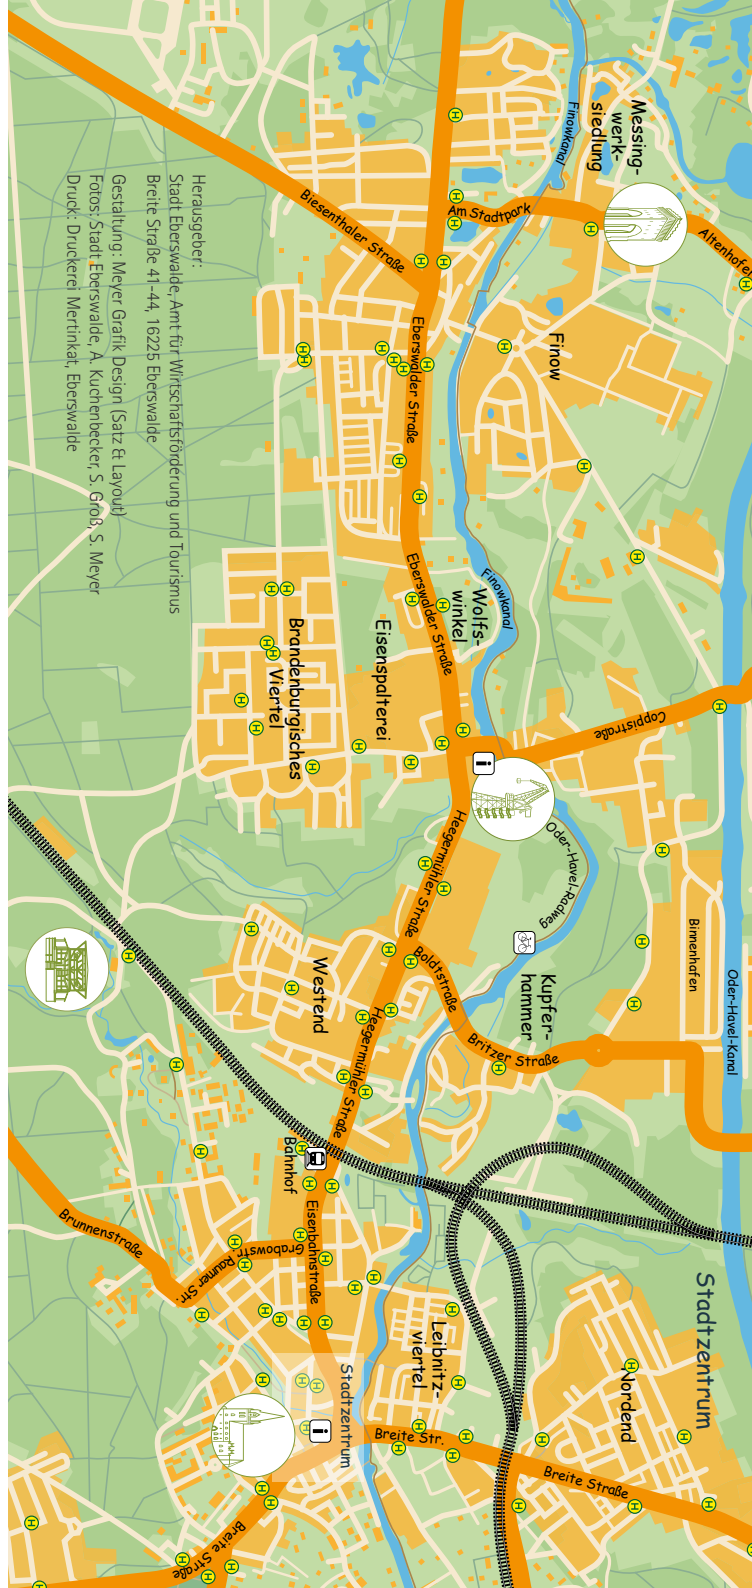 Messing-
werk-
siedlung
Finowkanal
Am Stadtpark
Biesenthaler Straße
Finow
Eberswalder Straße
Herausgeber:
Stadt Eberswalde, Amt für Wirtschaftsförderung und Tourismus
Breite Straße 41-44, 16225 Eberswalde
Gestaltung: Meyer Grafik Design (Satz & Layout)
Fotos: Stadt Eberswalde, A. Kuchenbecker, S. Groß, S. Meyer
Druck: Druckerei Mertinkat, Eberswalde
Eberswalder Straße
Finowkanal
Wolfs-
winkel
Eisenspalterei
Brandenburgisches
Viertel
Coppistraße
Heegermühler Straße
Oder-Havel-Radweg
Binnenhafen
Oder-Havel-Kanal
Boldtstraße
Kupfer-
hammer
Britzer Straße
Westend
Heegermühler Straße
Bahnhof
Eisenbahnstraße
Grabowstr.
Raumer Str.
Brunnenstraße
Stadtzentrum
Leibnitz-
viertel
Nordend
Stadtzentrum
Breite Str.
Breite Straße
Breite Straße